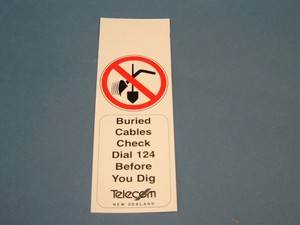 Buried
Cables
Check
Dial 124
Before
You Dig
Telecom
NEW ZEALAND